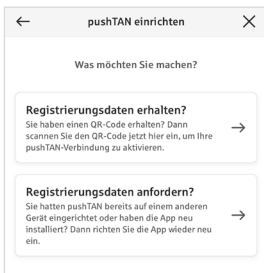 pushTAN einrichten
Was möchten Sie machen?
Registrierungsdaten erhalten?
Sie haben einen QR-Code erhalten? Dann
scannen Sie den QR-Code jetzt hier ein, um Ihre
pushTAN-Verbindung zu aktivieren.
Registrierungsdaten anfordern?
Sie hatten pushTAN bereits auf einem anderen
Gerät eingerichtet oder haben die App neu
installiert? Dann richten Sie die App wieder neu
ein.